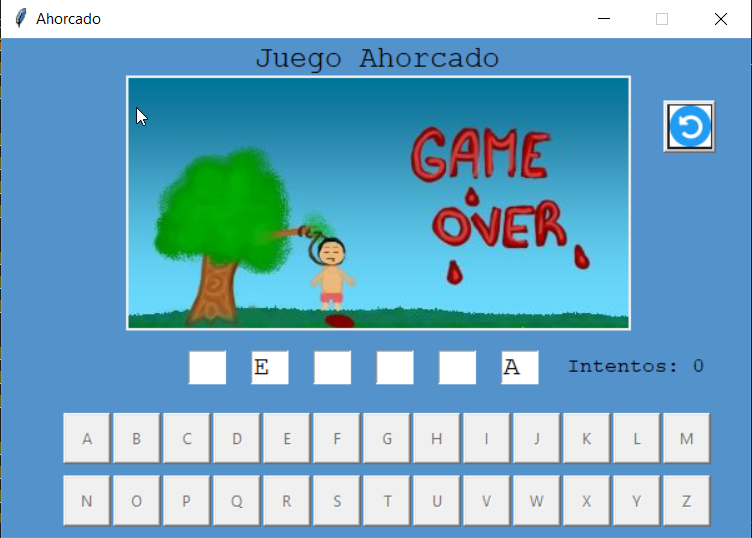 Ahorcado
Juego Ahorcado
GAME
OVER
E A Intentos: 0
A B C D E F G H I J K L M
N O P Q R S T U V W X Y Z